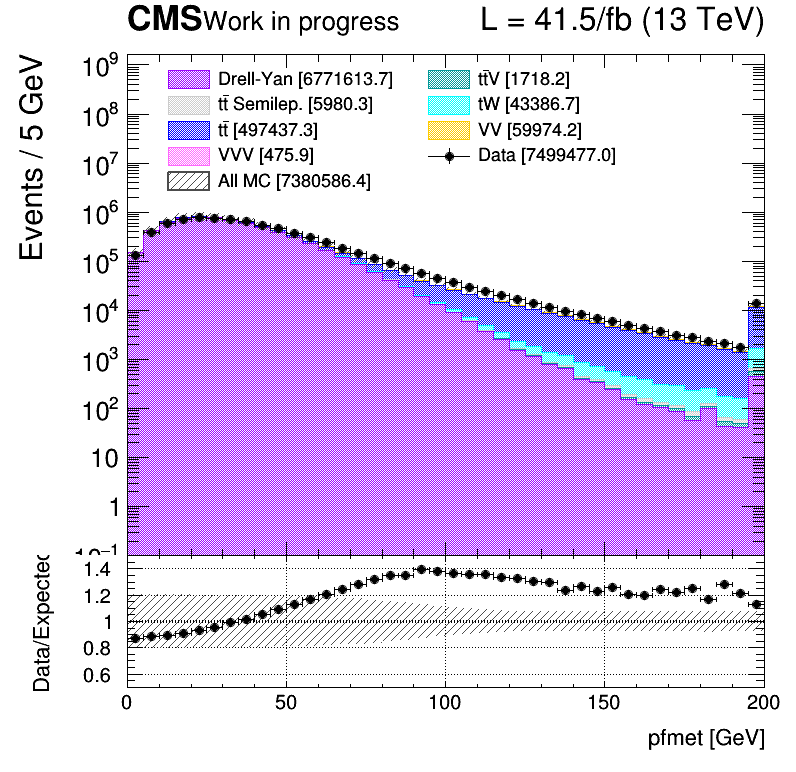 CMS Work in progress L = 41.5/fb (13 TeV)
Events / 5 GeV
10⁹
10⁸
10⁷
10⁶
10⁵
10⁴
10³
10²
10
1
10⁻¹
Drell-Yan [6771613.7]
tt̄ Semilep. [5980.3]
tt̄ [497437.3]
VVV [475.9]
All MC [7380586.4]
tt̄V [1718.2]
tW [43386.7]
VV [59974.2]
Data [7499477.0]
Data/Expected
1.4
1.2
1
0.8
0.6
0 50 100 150 200
pfmet [GeV]